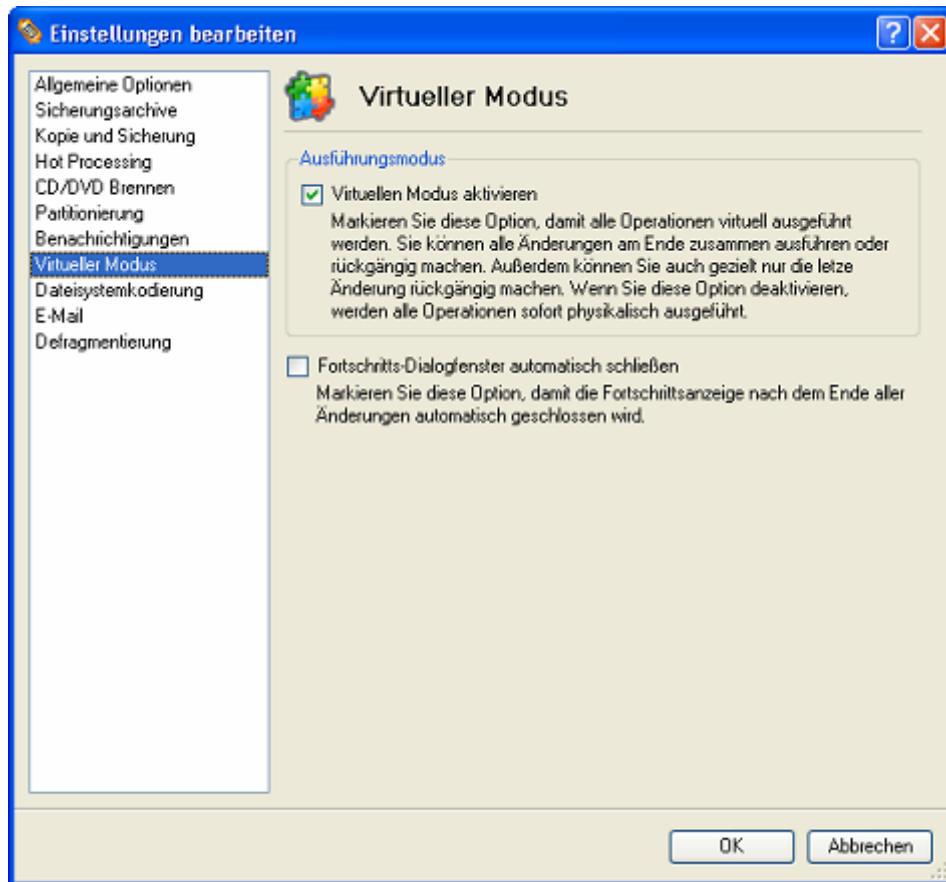 Einstellungen bearbeiten
Allgemeine Optionen
Sicherungsarchive
Kopie und Sicherung
Hot Processing
CD/DVD Brennen
Partitionierung
Benachrichtigungen
Virtueller Modus
Dateisystemkodierung
E-Mail
Defragmentierung
Virtueller Modus
Ausführungsmodus
Virtuellen Modus aktivieren
Markieren Sie diese Option, damit alle Operationen virtuell ausgeführt
werden. Sie können alle Änderungen am Ende zusammen ausführen oder
rückgängig machen. Außerdem können Sie auch gezielt nur die letze
Änderung rückgängig machen. Wenn Sie diese Option deaktivieren,
werden alle Operationen sofort physikalisch ausgeführt.
Fortschritts-Dialogfenster automatisch schließen
Markieren Sie diese Option, damit die Fortschrittsanzeige nach dem Ende aller
Änderungen automatisch geschlossen wird.
OK
Abbrechen